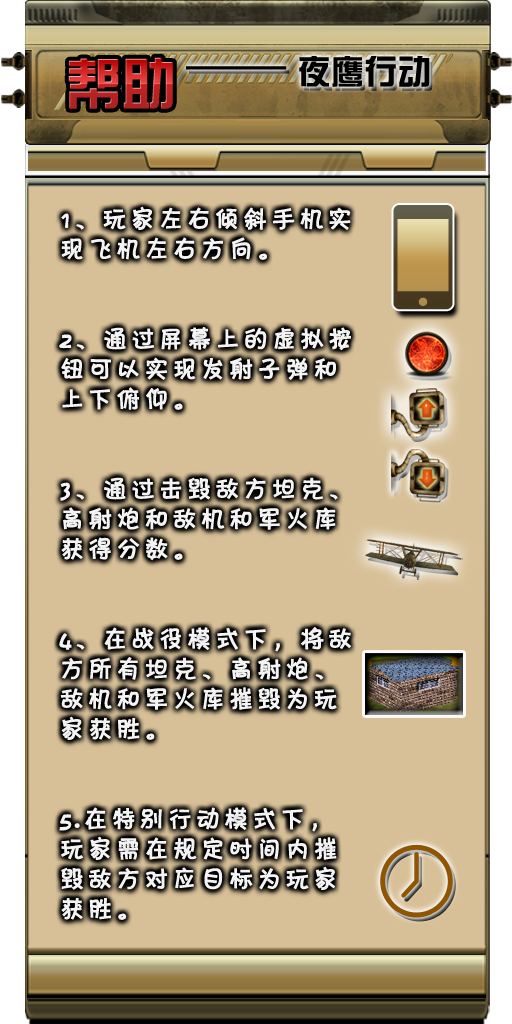 帮助
夜鹰行动
1、玩家左右倾斜手机实
现飞机左右方向。
2、通过屏幕上的虚拟按
钮可以实现发射子弹和
上下俯仰。
3、通过击毁敌方坦克、
高射炮和敌机和军火库
获得分数。
4、在战役模式下，将敌
方所有坦克、高射炮、
敌机和军火库摧毁为玩
家获胜。
5.在特别行动模式下，
玩家需在规定时间内摧
毁敌方对应目标为玩家
获胜。